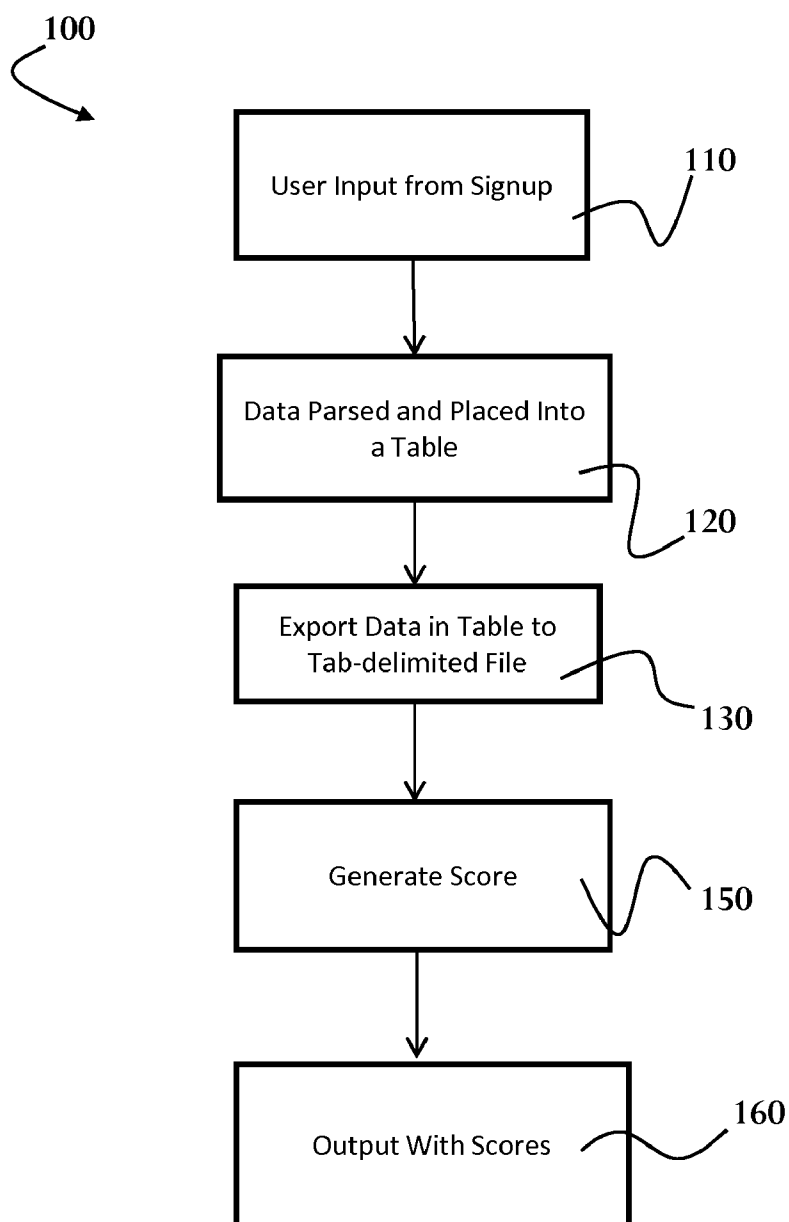 100
User Input from Signup
110
Data Parsed and Placed Into
a Table
120
Export Data in Table to
Tab-delimited File
130
Generate Score
150
Output With Scores
160